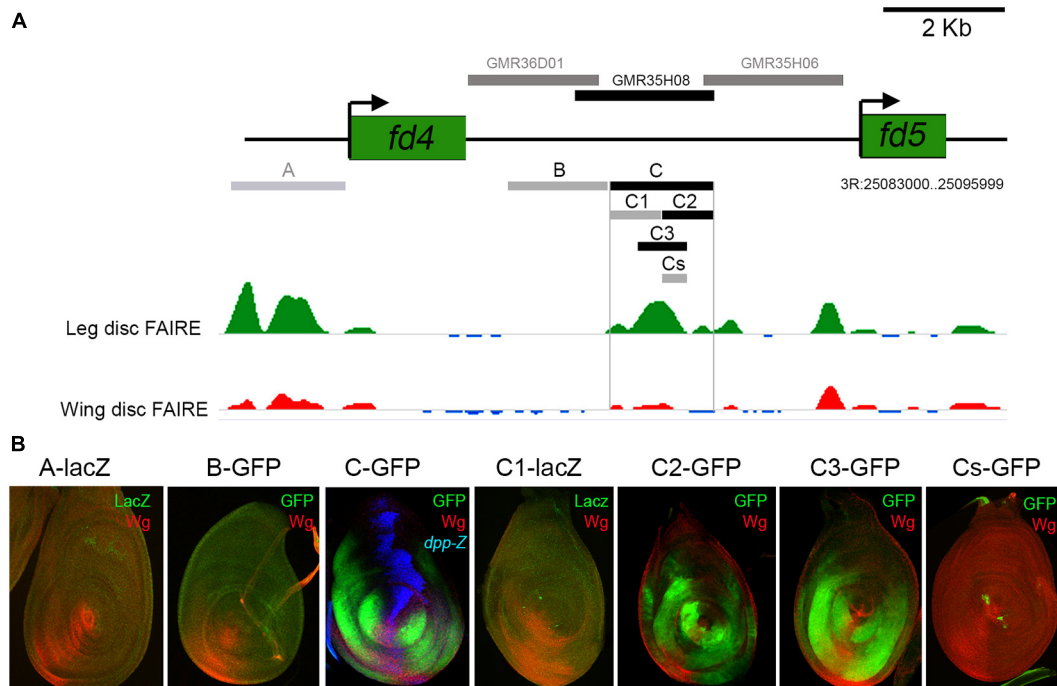 A
2 Kb
GMR36D01
GMR35H08
GMR35H06
fd4
fd5
A
B
C
3R:25083000..25095999
C1
C2
C3
Cs
Leg disc FAIRE
Wing disc FAIRE
B
A-lacZ
B-GFP
C-GFP
C1-lacZ
C2-GFP
C3-GFP
Cs-GFP
LacZ
Wg
GFP
Wg
GFP
Wg
dpp-Z
Lacz
Wg
GFP
Wg
GFP
Wg
GFP
Wg